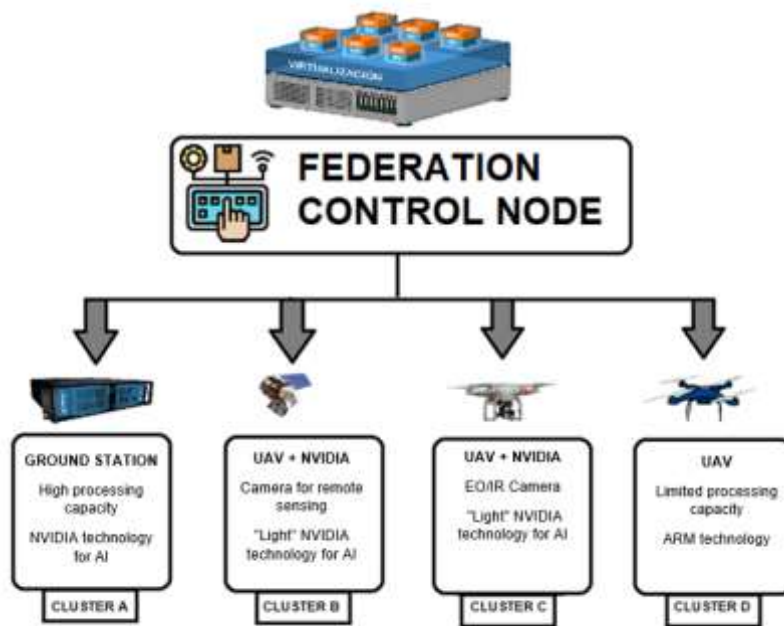 VIRTUALIZACIÓN
FEDERATION
CONTROL NODE
GROUND STATION
High processing
capacity
NVIDIA technology
for AI
CLUSTER A
UAV + NVIDIA
Camera for remote
sensing
"Light" NVIDIA
technology for AI
CLUSTER B
UAV + NVIDIA
EO/IR Camera
"Light" NVIDIA
technology for AI
CLUSTER C
UAV
Limited processing
capacity
ARM technology
CLUSTER D